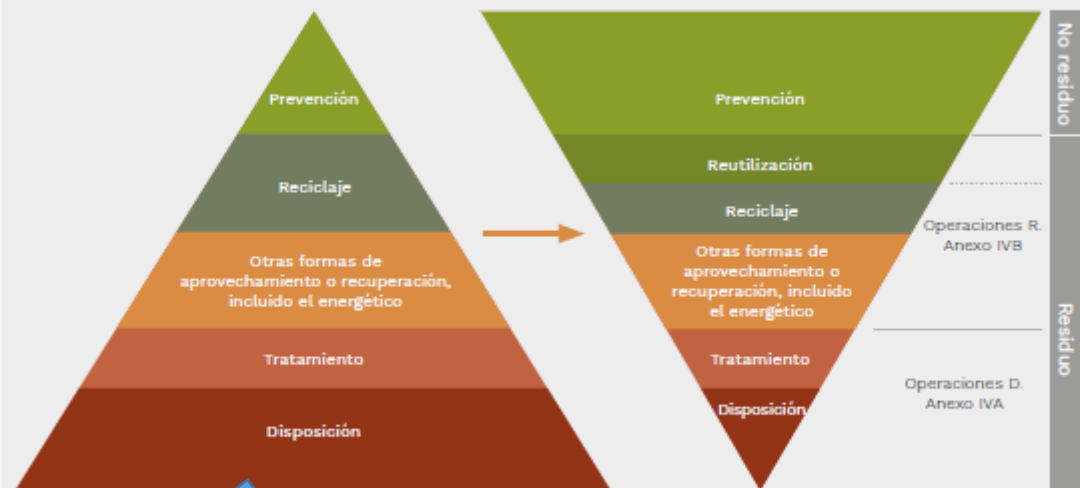 Prevención
Reciclaje
Otras formas de
aprovechamiento o recuperación,
incluido el energético
Tratamiento
Disposición
Prevención
Reutilización
Reciclaje
Otras formas de
aprovechamiento o
recuperación, incluido
el energético
Tratamiento
Disposición
Operaciones R.
Anexo IVB
Operaciones D.
Anexo IVA
No residuo
Residuo